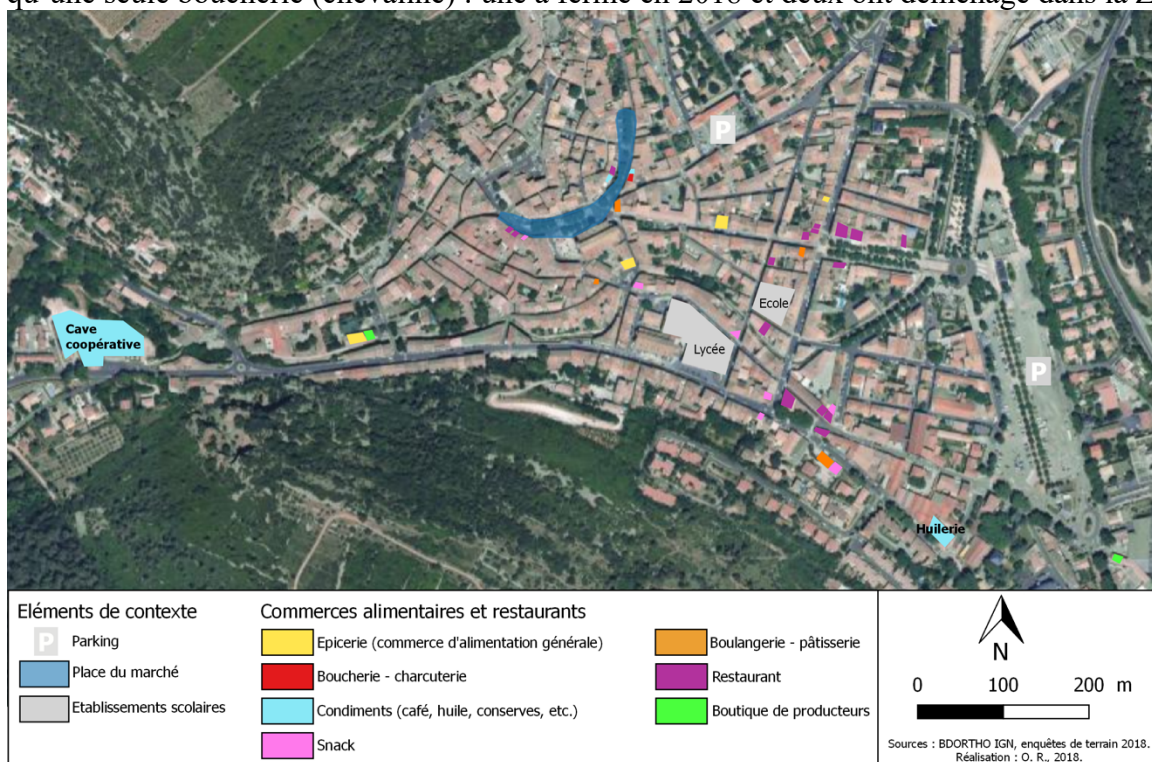 qu'une seule boucherie (chevaline) : une a fermé en 2018 et deux ont déménagé dans la Z
P
Ecole
Cave
coopérative
Lycée
P
Huilerie
Eléments de contexte
P Parking
Place du marché
Etablissements scolaires
Commerces alimentaires et restaurants
Epicerie (commerce d'alimentation générale)
Boucherie - charcuterie
Condiments (café, huile, conserves, etc.)
Snack
Boulangerie - pâtisserie
Restaurant
Boutique de producteurs
N
0 100 200 m
Sources : BDORTHO IGN, enquêtes de terrain 2018.
Réalisation : O. R., 2018.